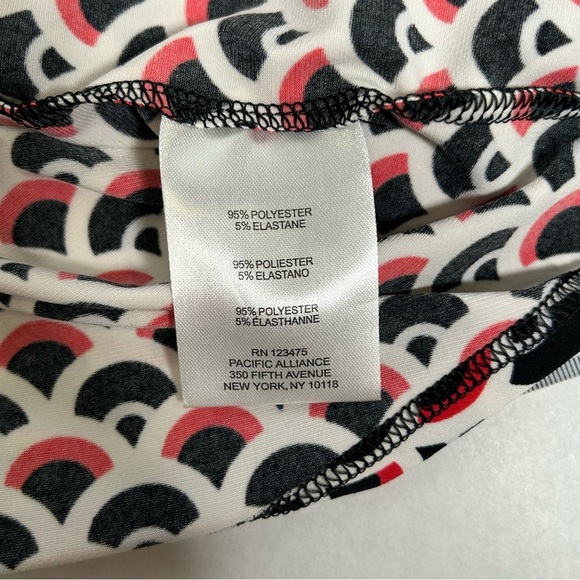 95% POLYESTER
5% ELASTANE
95% POLIESTER
5% ELASTANO
95% POLYESTER
5% ÉLASTHANNE
RN 123475
PACIFIC ALLIANCE
350 FIFTH AVENUE
NEW YORK, NY 10118